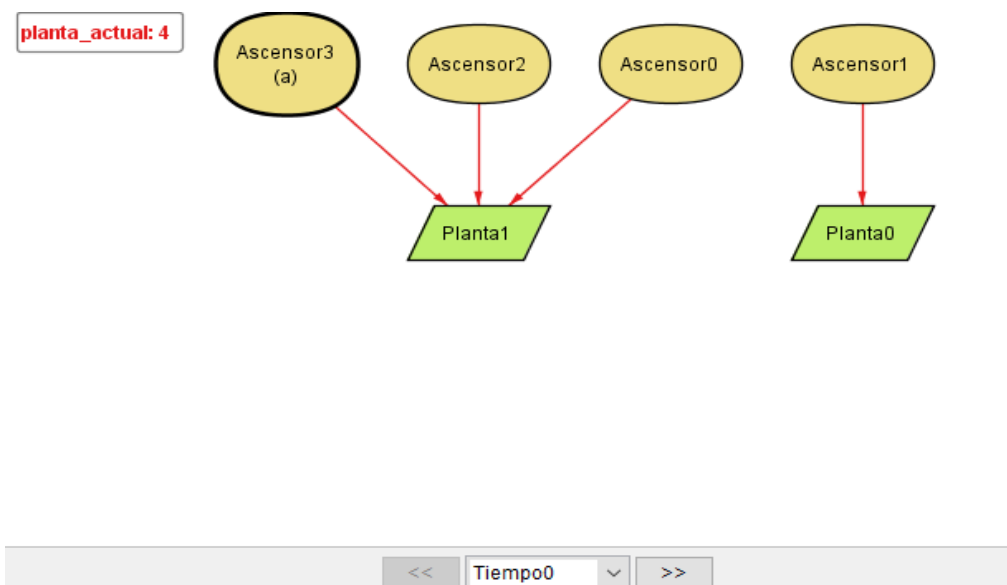 planta_actual: 4
Ascensor3
(a)
Ascensor2
Ascensor0
Ascensor1
Planta1
Planta0
<<
Tiempo0
>>